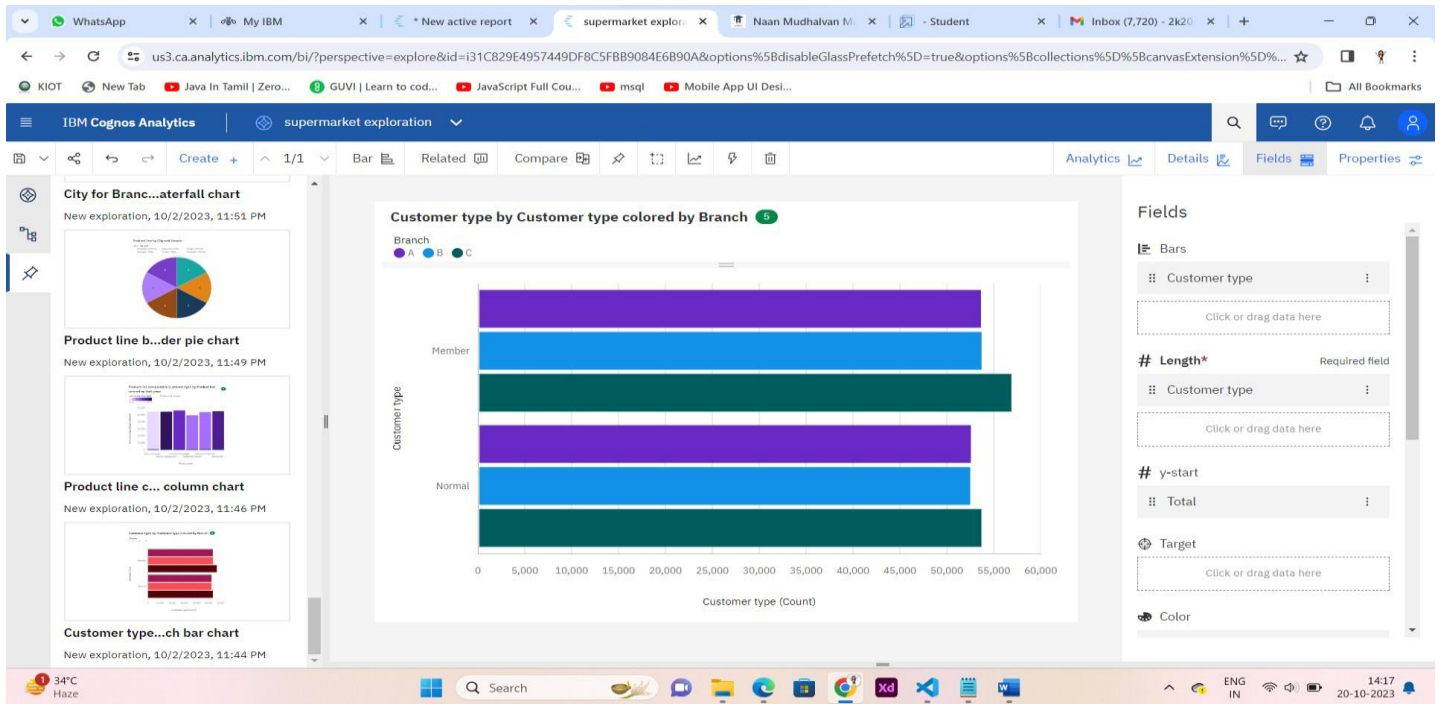 WhatsApp
My IBM
* New active report
supermarket explor
Naan Mudhalvan M
- Student
Inbox (7,720) - 2k20
us3.ca.analytics.ibm.com/bi/?perspective=explore&id=i31C829E4957449DF8C5FBB9084E6B90A&options%5BdisableGlassPrefetch%5D=true&options%5Bcollections%5D%5BcanvasExtension%5D%...
KIOT
New Tab
Java In Tamil | Zero...
GUVI | Learn to cod...
JavaScript Full Cou...
msql
Mobile App UI Desi...
All Bookmarks
IBM Cognos Analytics
supermarket exploration
Create +
1/1
Bar
Related
Compare
Analytics
Details
Fields
Properties
City for Branc...aterfall chart
New exploration, 10/2/2023, 11:51 PM
Product line b...der pie chart
New exploration, 10/2/2023, 11:49 PM
Product line c... column chart
New exploration, 10/2/2023, 11:46 PM
Customer type...ch bar chart
New exploration, 10/2/2023, 11:44 PM
Customer type by Customer type colored by Branch 5
Branch
A B C
Customer type
Member
Normal
0 5,000 10,000 15,000 20,000 25,000 30,000 35,000 40,000 45,000 50,000 55,000 60,000
Customer type (Count)
Fields
Bars
Customer type
Click or drag data here
# Length* Required field
Customer type
Click or drag data here
# y-start
Total
Target
Click or drag data here
Color
1
34°C
Haze
Search
Xd
ENG
IN
14:17
20-10-2023